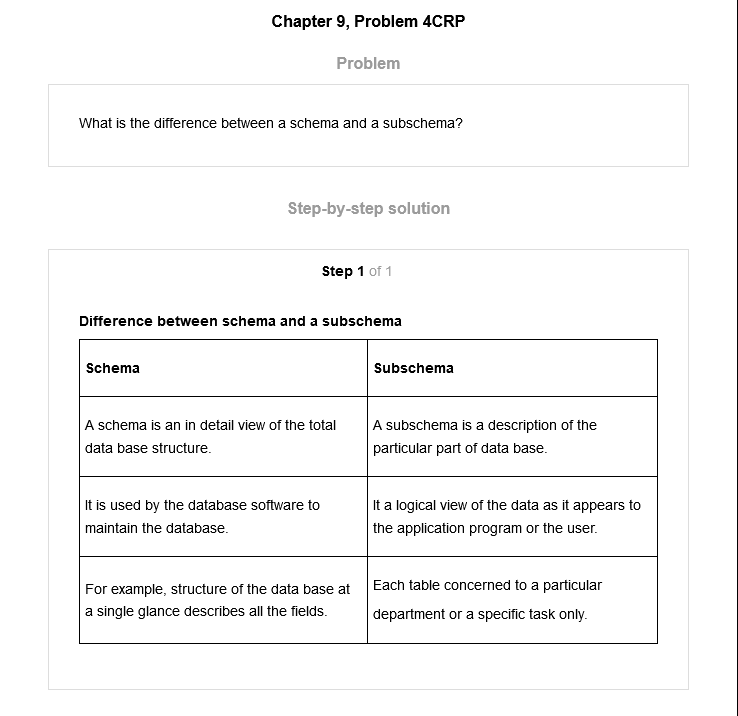 Chapter 9, Problem 4CRP
Problem
What is the difference between a schema and a subschema?
Step-by-step solution
Step 1 of 1
Difference between schema and a subschema
Schema
Subschema
A schema is an in detail view of the total
data base structure.
A subschema is a description of the
particular part of data base.
It is used by the database software to
maintain the database.
It a logical view of the data as it appears to
the application program or the user.
For example, structure of the data base at
a single glance describes all the fields.
Each table concerned to a particular
department or a specific task only.